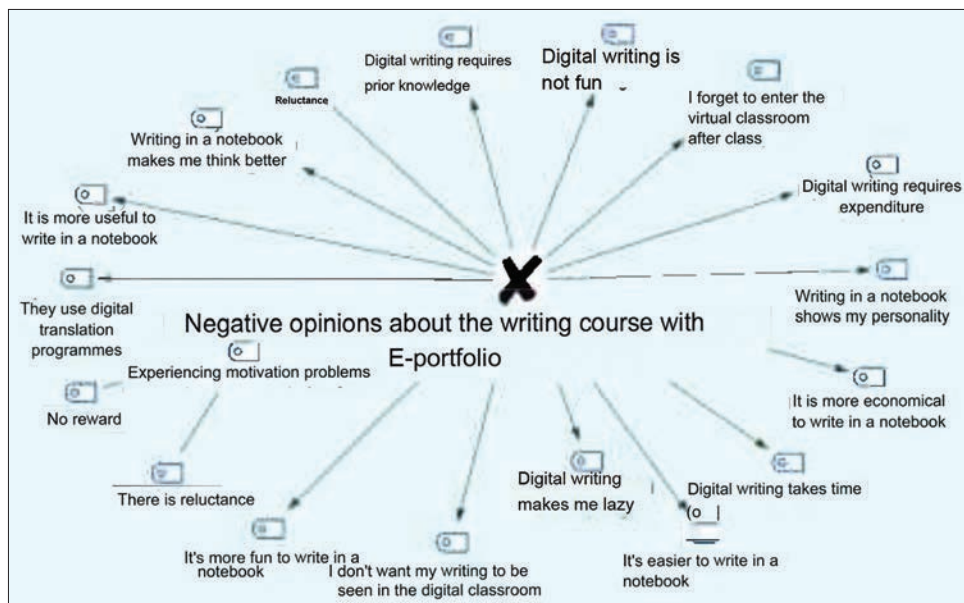 Digital writing requires
prior knowledge
Digital writing is
not fun
Reluctance
I forget to enter the
virtual classroom
after class
Writing in a notebook
makes me think better
Digital writing requires
expenditure
It is more useful to
write in a notebook
They use digital
translation
programmes
Writing in a notebook
shows my personality
Negative opinions about the writing course with
E-portfolio
Experiencing motivation problems
No reward
It is more economical
to write in a notebook
There is reluctance
Digital writing
makes me lazy
Digital writing takes time
It's more fun to write in a
notebook
I don't want my writing to be
seen in the digital classroom
It's easier to write in a
notebook